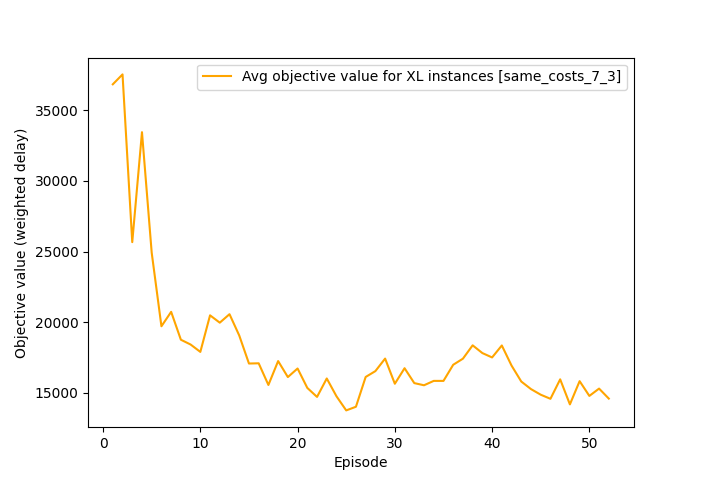 Avg objective value for XL instances [same_costs_7_3]
Objective value (weighted delay)
35000
30000
25000
20000
15000
0 10 20 30 40 50
Episode